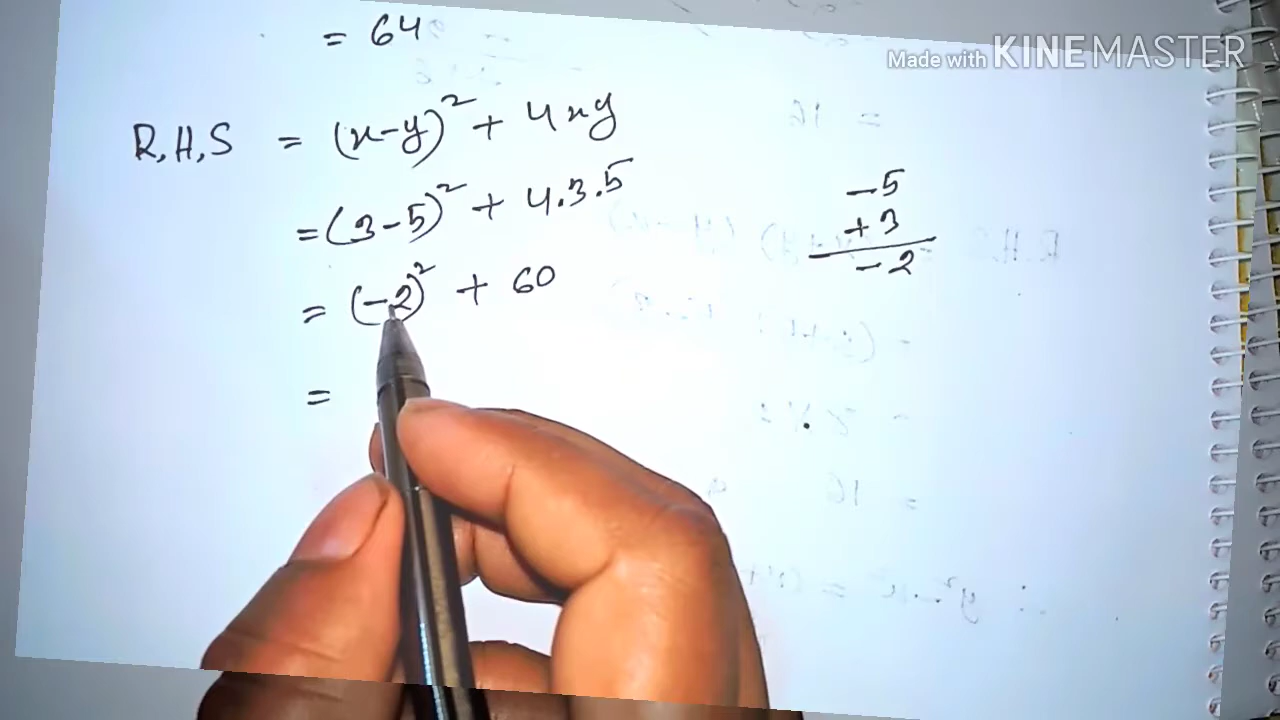 = 64
Made with KINEMASTER
R.H.S = (x-y)² + 4xy
= (3-5)² + 4.3.5
-5
+3
-2
= (-2)² + 60
=